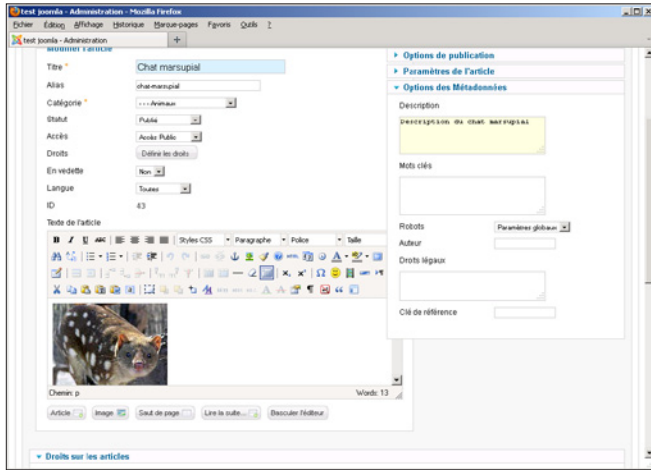 test joomla - Administration - Mozilla Firefox
Fichier Édition Affichage Historique Marque-pages Favoris Outils ?
test joomla - Administration
Modifier l'article
Titre * Chat marsupial
Alias chat-marsupial
Catégorie * - - - Animaux
Statut Publié
Accès Accès Public
Droits Définir les droits
En vedette Non
Langue Toutes
ID 43
Texte de l'article
B I U ABC Styles CSS Paragraphe Police Taille
HTML
Chemin: p Words: 13
Article Image Saut de page Lire la suite... Basculer l'éditeur
Options de publication
Paramètres de l'article
Options des Métadonnées
Description
Description du chat marsupial
Mots clés
Robots Paramètres globaux
Auteur
Droits légaux
Clé de référence
Droits sur les articles